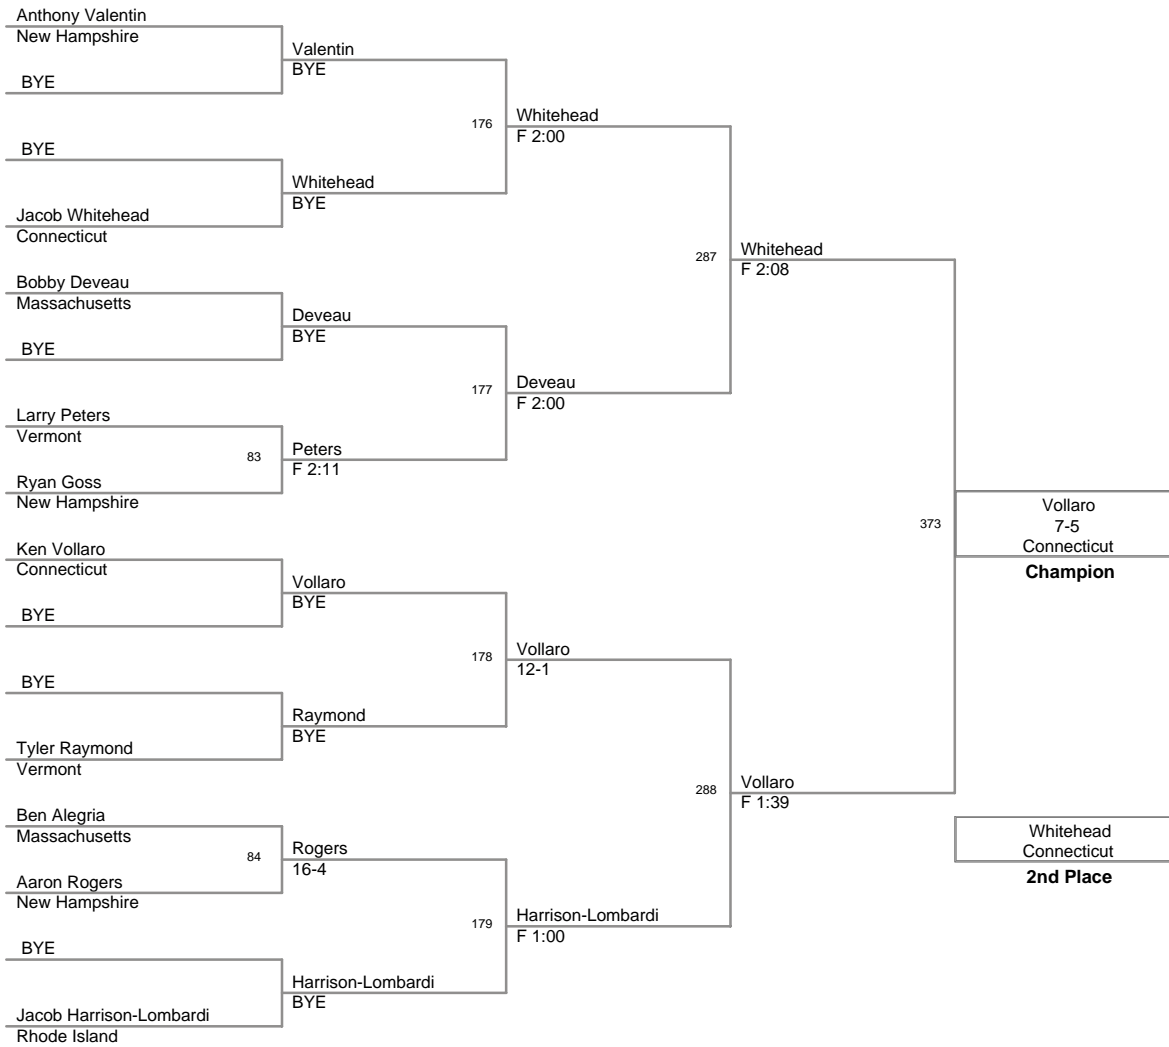 Anthony Valentin
New Hampshire
BYE
BYE
Jacob Whitehead
Connecticut
Bobby Deveau
Massachusetts
BYE
Larry Peters
Vermont
83
Ryan Goss
New Hampshire
Ken Vollaro
Connecticut
BYE
BYE
Tyler Raymond
Vermont
Ben Alegria
Massachusetts
84
Aaron Rogers
New Hampshire
BYE
Jacob Harrison-Lombardi
Rhode Island
Valentin
BYE
176
Whitehead
BYE
Deveau
BYE
177
Peters
F 2:11
Vollaro
BYE
178
Raymond
BYE
Rogers
16-4
179
Harrison-Lombardi
BYE
Whitehead
F 2:00
287
Deveau
F 2:00
Vollaro
12-1
288
Harrison-Lombardi
F 1:00
Whitehead
F 2:08
373
Vollaro
F 1:39
Vollaro
7-5
Connecticut
Champion
Whitehead
Connecticut
2nd Place